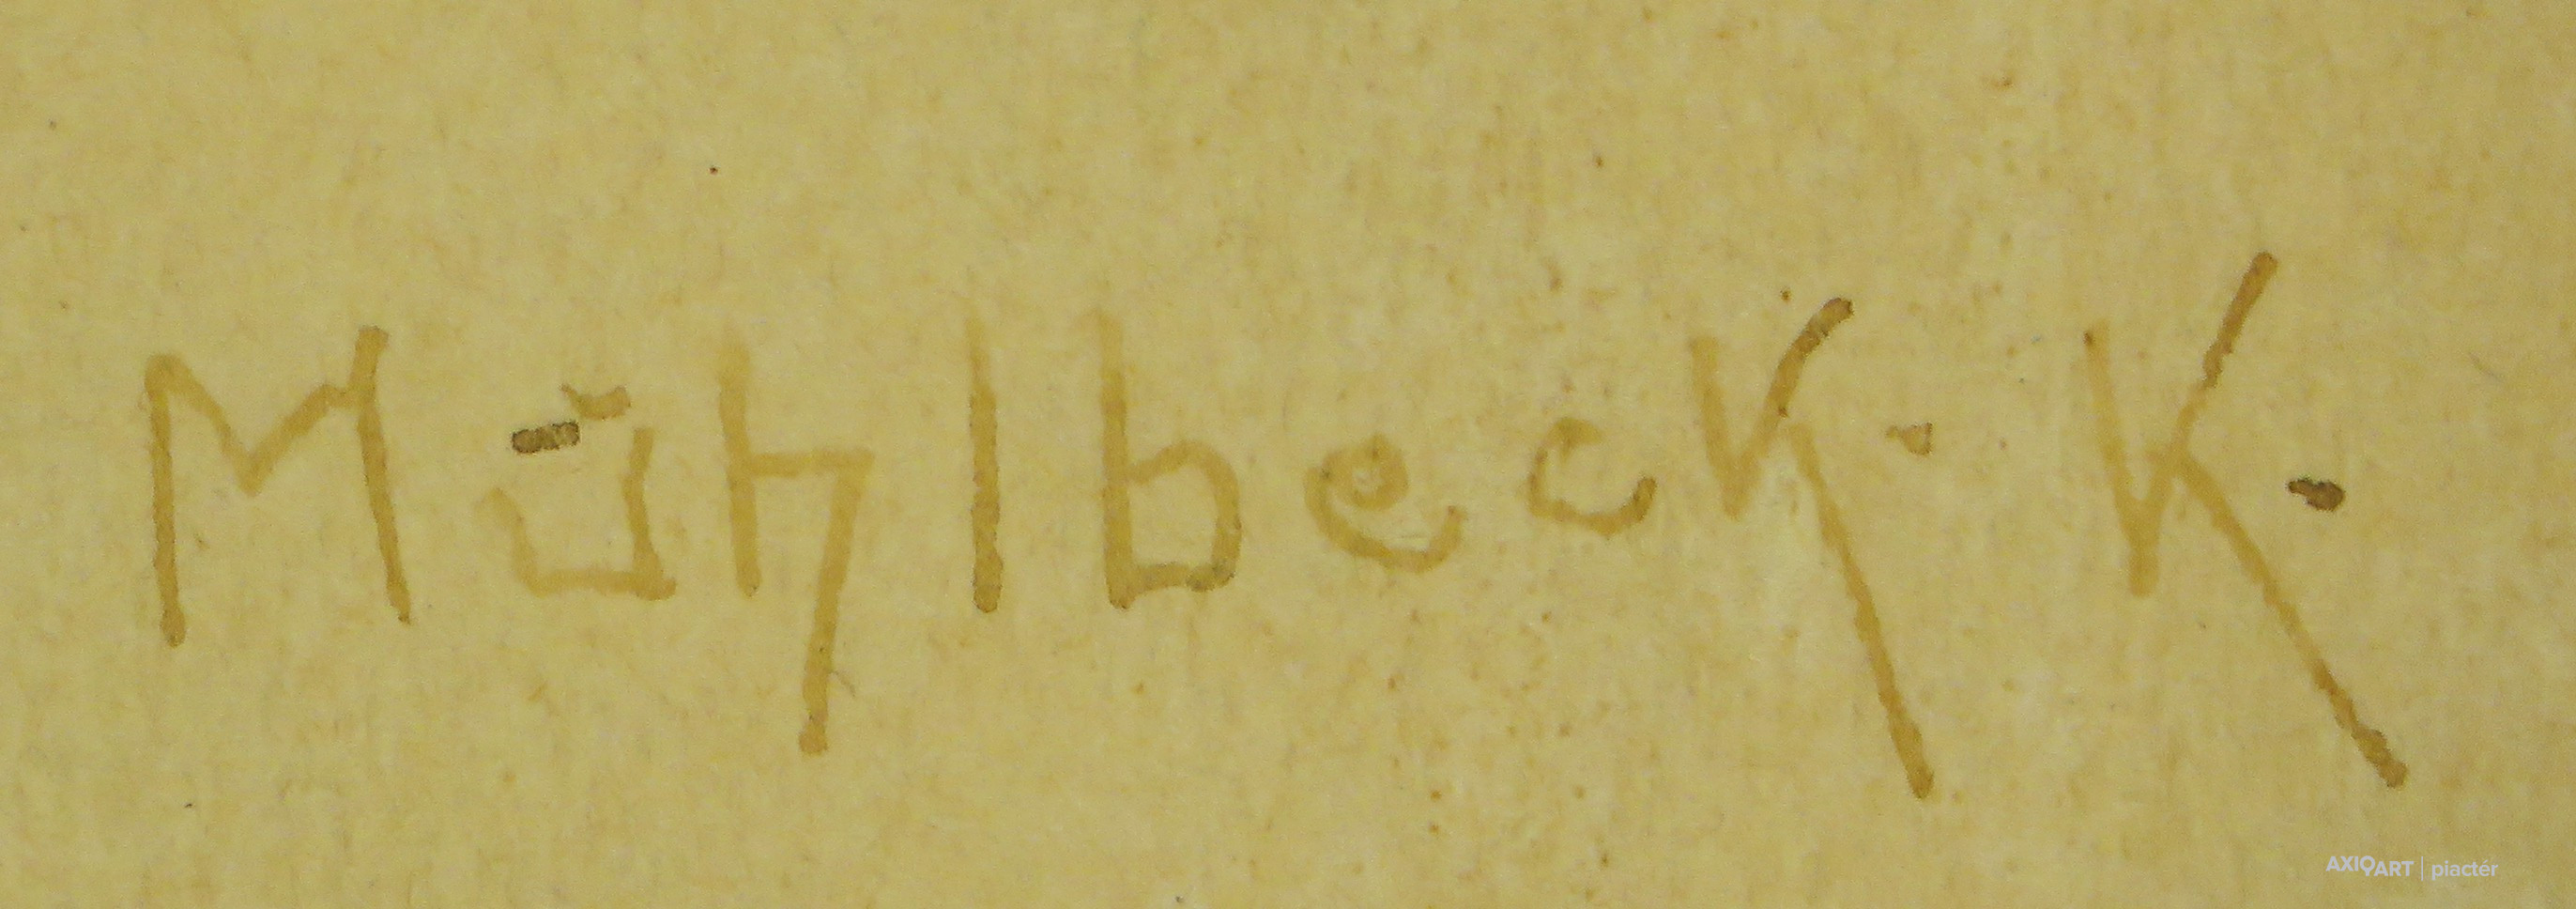 Mühlbeck. K.
AXIOART | piactér